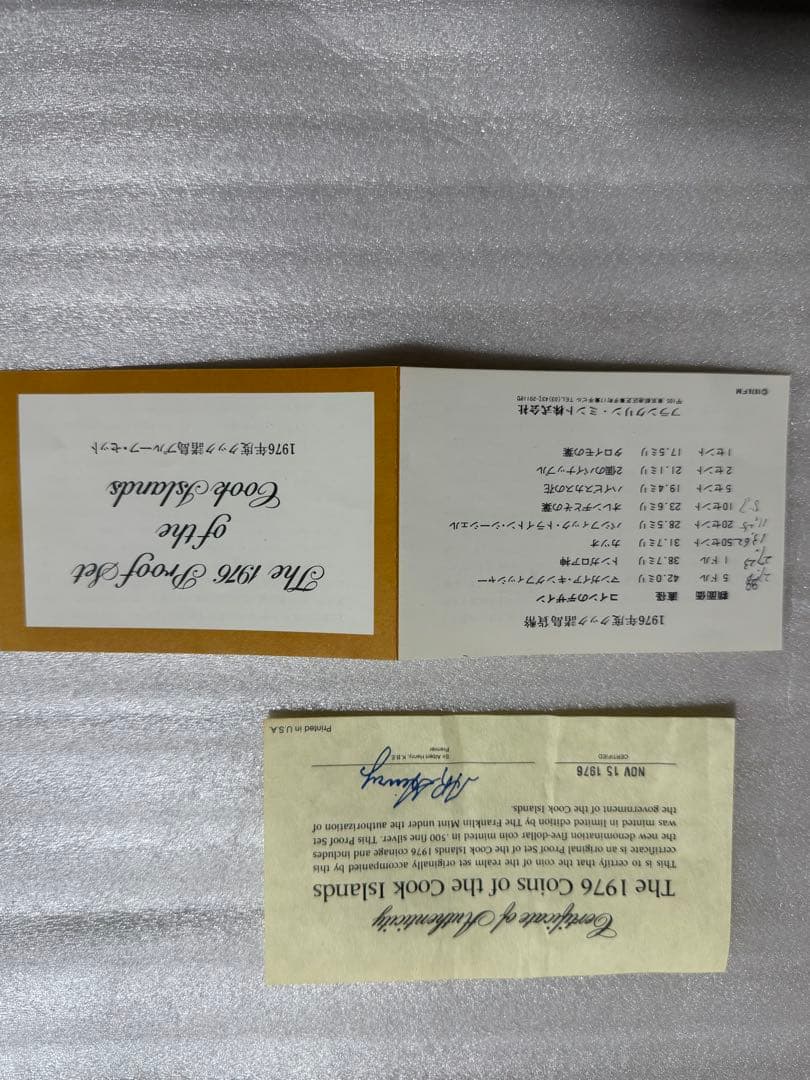 The 1976 Proof Set
of the
Cook Islands
1976年度クック諸島プルーフ・セット
1976年度クック諸島貨幣
額面価 直径 コインのデザイン
5 ドル 42.0ミリ マンガイア・キングフィッシャー
1 ドル 38.7ミリ トンガロア神
50セント 31.7ミリ カツオ
20セント 28.5ミリ パシフィック・トライトン・シーシェル
10セント 23.6ミリ オレンヂとその葉
5セント 19.4ミリ ハイビスカスの花
2セント 21.1ミリ 2個のパイナップル
1セント 17.5ミリ タロイモの葉
27.23
13.62
11.25
フランクリン・ミント株式会社
Certificate of Authenticity
The 1976 Coins of the Cook Islands
This is to certify that the coin of the realm set originally accompanied by this
certificate is an original Proof Set of the Cook Islands 1976 coinage and includes
the new denomination five-dollar coin minted in .500 fine silver. This Proof Set
was minted in limited edition by The Franklin Mint under the authorization of
the government of the Cook Islands.
NOV 15 1976
CERTIFIED
Sir Albert Henry, K.B.E.
Premier
Printed in U.S.A.